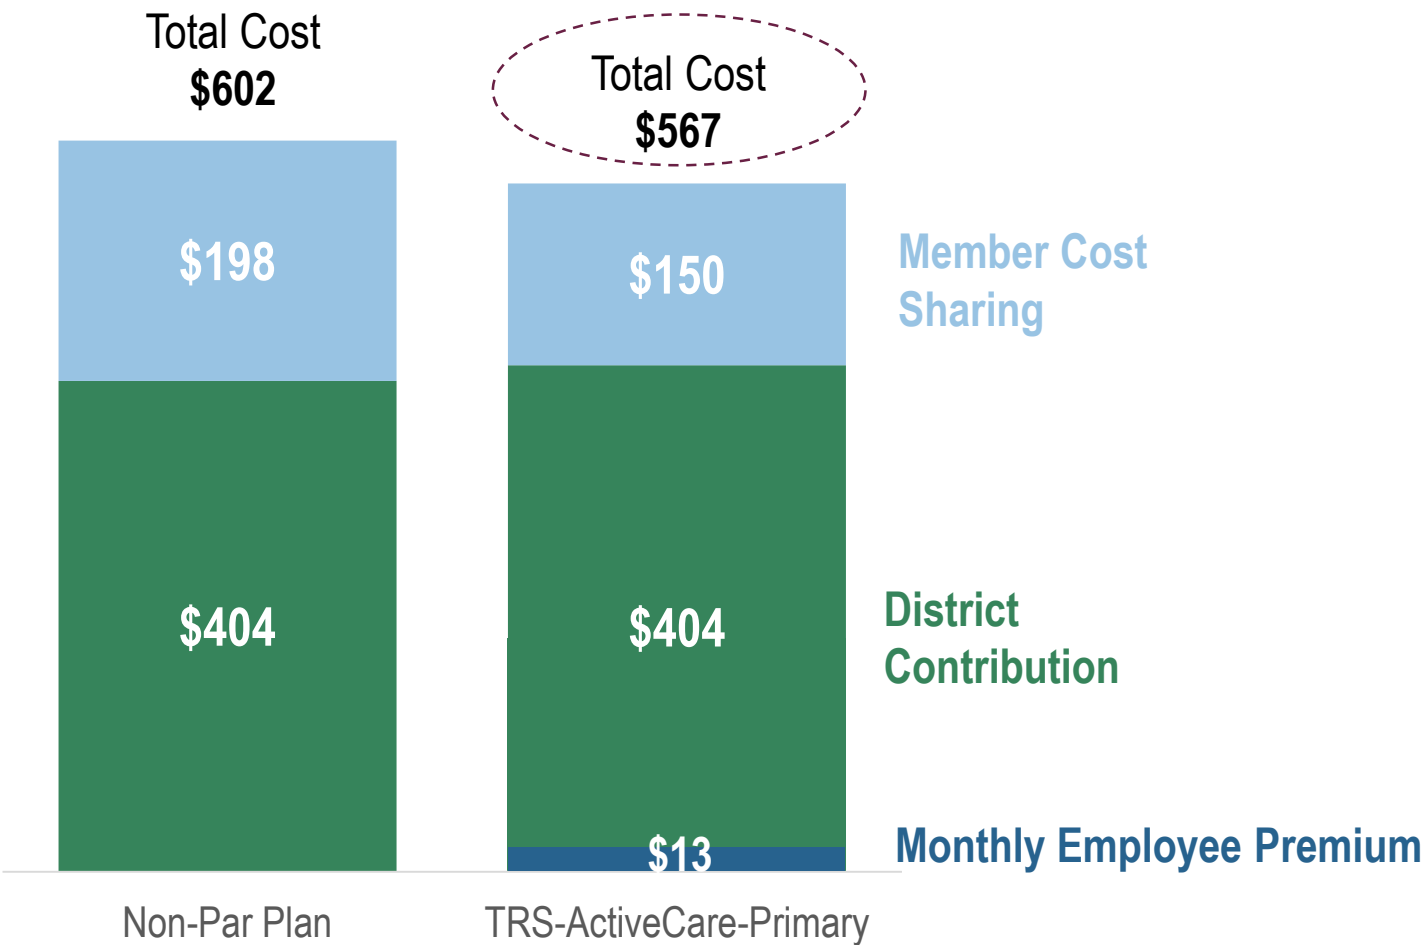 Total Cost
$602
Total Cost
$567
$198
$150
Member Cost
Sharing
$404
$404
District
Contribution
$13
Monthly Employee Premium
Non-Par Plan
TRS-ActiveCare-Primary